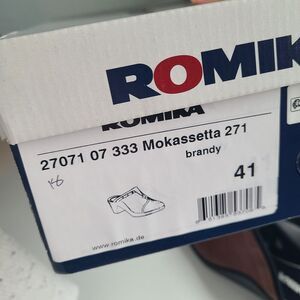 ROMIK
ROMIKA
27071 07 333 Mokassetta 271
brandy
41
www.romika.de